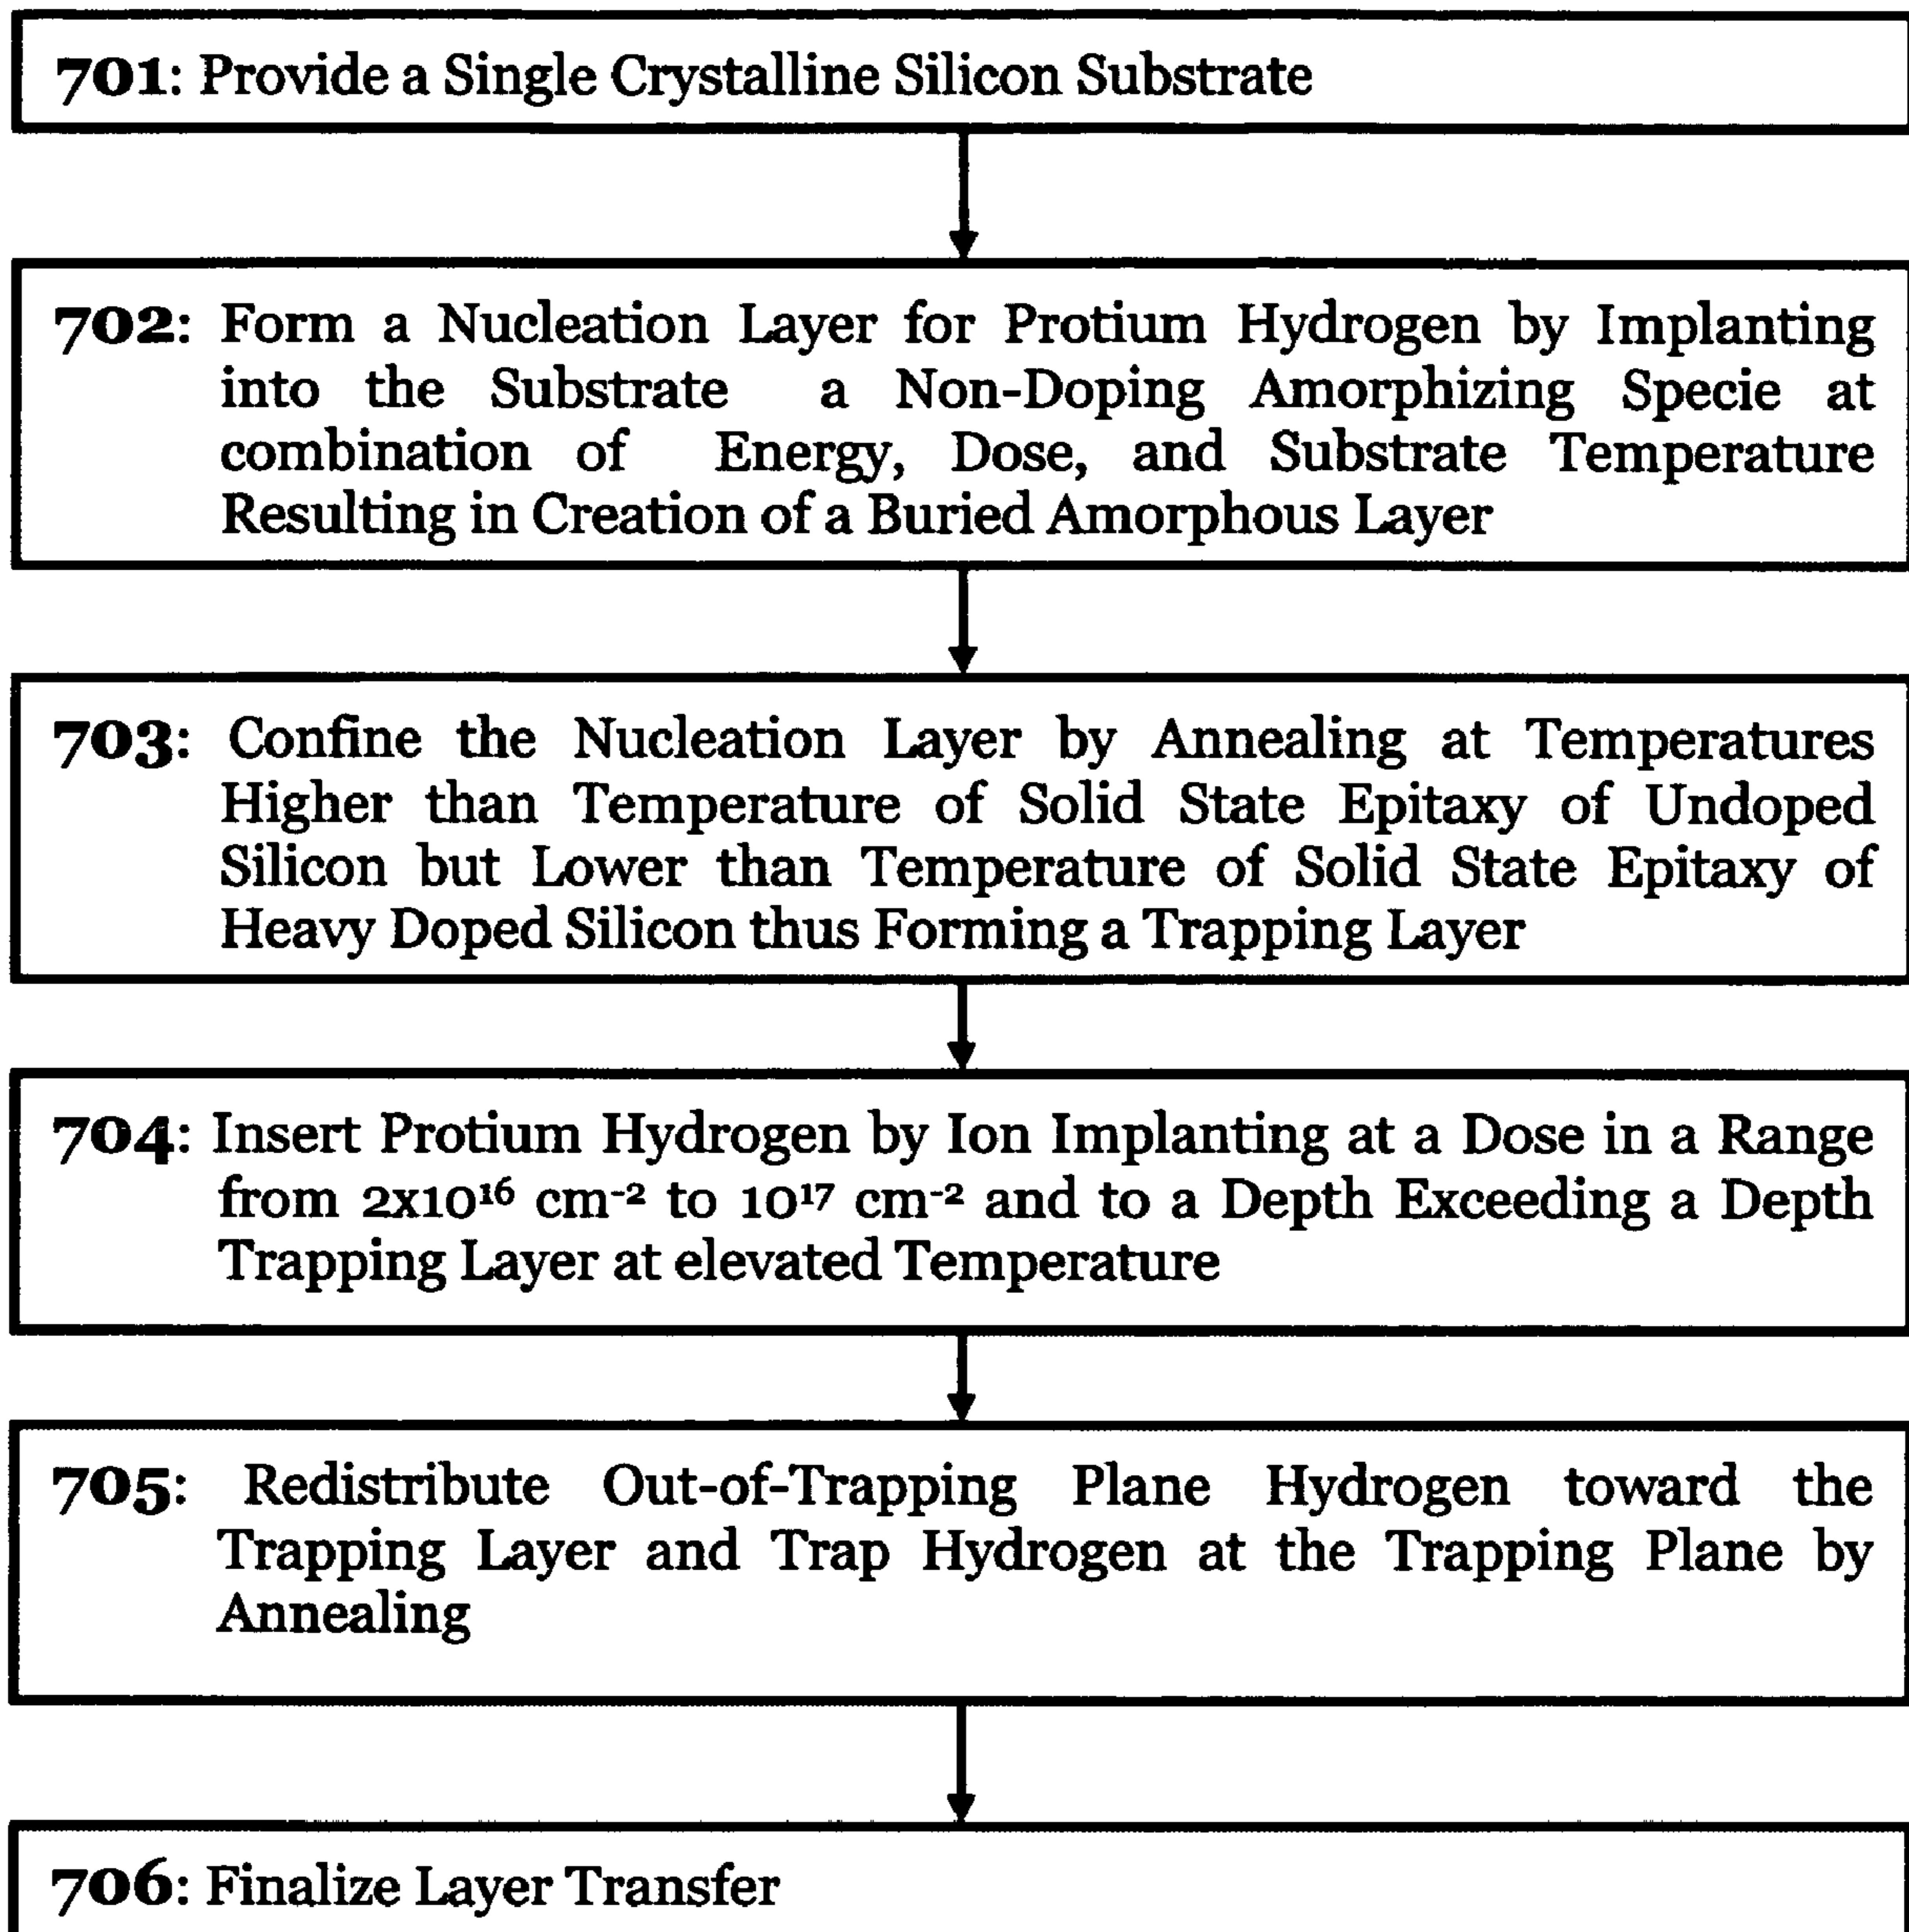 701: Provide a Single Crystalline Silicon Substrate
702: Form a Nucleation Layer for Protium Hydrogen by Implanting
into the Substrate a Non-Doping Amorphizing Specie at
combination of Energy, Dose, and Substrate Temperature
Resulting in Creation of a Buried Amorphous Layer
703: Confine the Nucleation Layer by Annealing at Temperatures
Higher than Temperature of Solid State Epitaxy of Undoped
Silicon but Lower than Temperature of Solid State Epitaxy of
Heavy Doped Silicon thus Forming a Trapping Layer
704: Insert Protium Hydrogen by Ion Implanting at a Dose in a Range
from 2x10¹⁶ cm⁻² to 10¹⁷ cm⁻² and to a Depth Exceeding a Depth
Trapping Layer at elevated Temperature
705: Redistribute Out-of-Trapping Plane Hydrogen toward the
Trapping Layer and Trap Hydrogen at the Trapping Plane by
Annealing
706: Finalize Layer Transfer